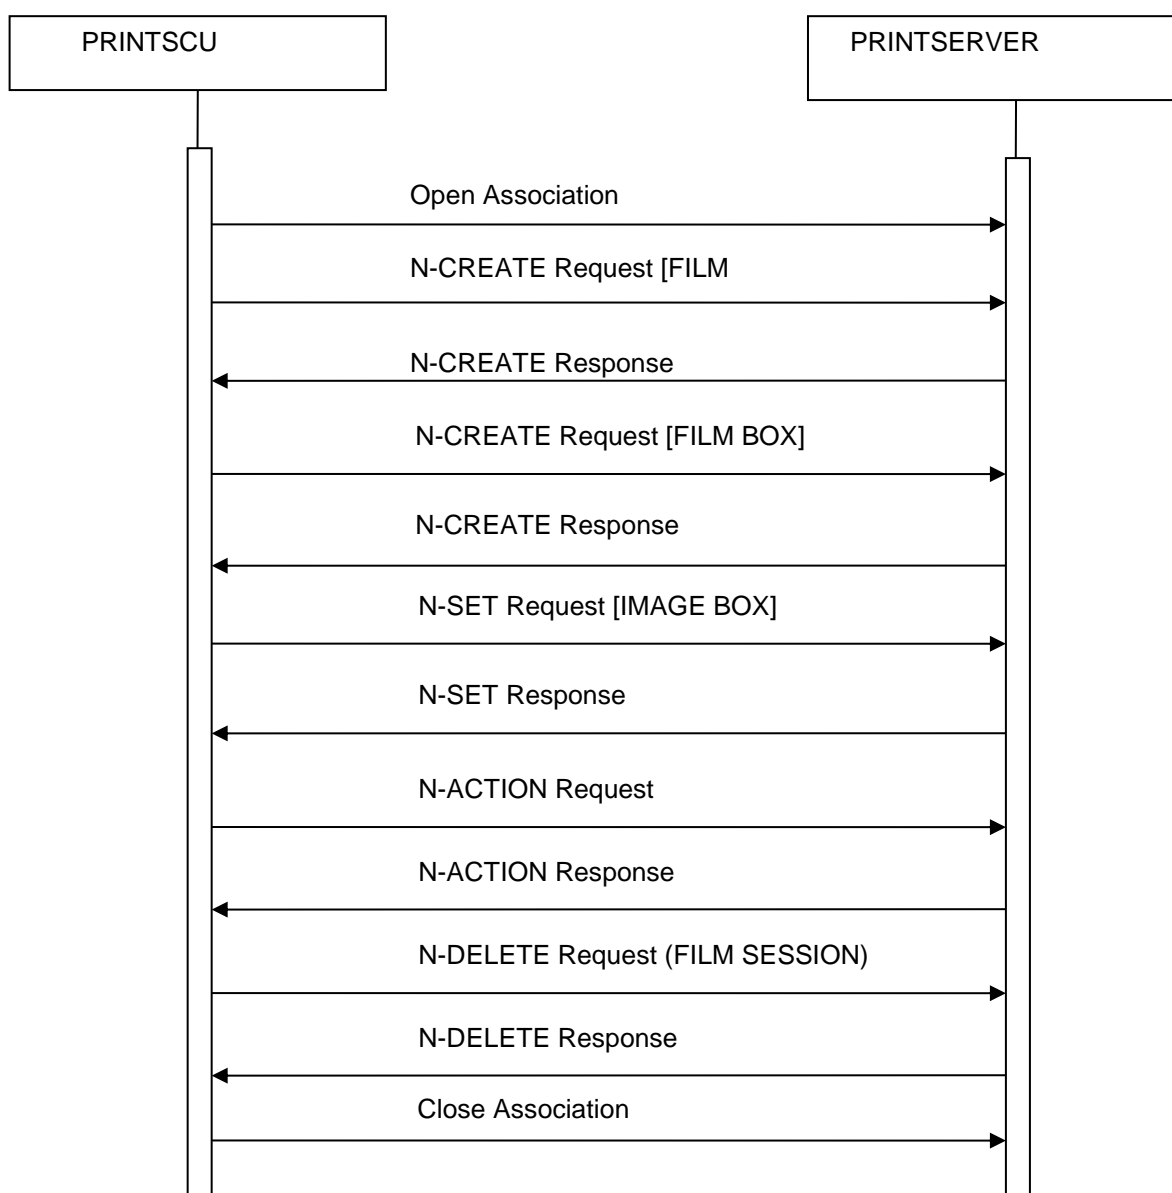 PRINTSCU
PRINTSERVER
Open Association
N-CREATE Request [FILM
N-CREATE Response
N-CREATE Request [FILM BOX]
N-CREATE Response
N-SET Request [IMAGE BOX]
N-SET Response
N-ACTION Request
N-ACTION Response
N-DELETE Request (FILM SESSION)
N-DELETE Response
Close Association